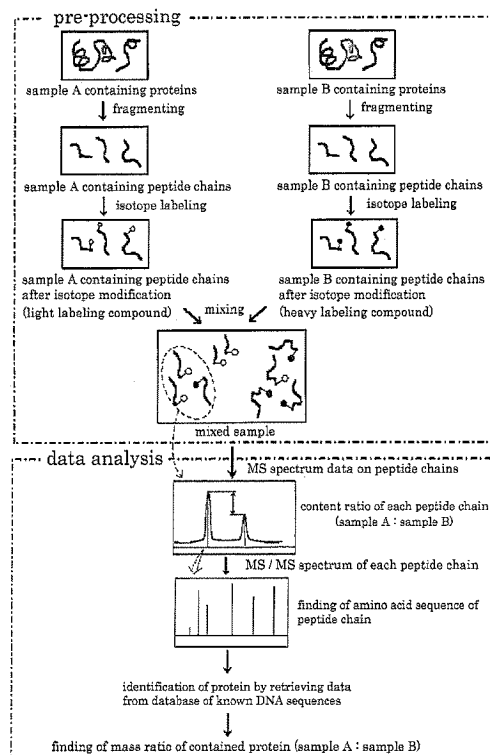 pre-processing
sample A containing proteins
fragmenting
sample A containing peptide chains
isotope labeling
sample A containing peptide chains
after isotope modification
(light labeling compound)
sample B containing proteins
fragmenting
sample B containing peptide chains
isotope labeling
sample B containing peptide chains
after isotope modification
(heavy labeling compound)
mixing
mixed sample
data analysis
MS spectrum data on peptide chains
content ratio of each peptide chain
(sample A : sample B)
MS / MS spectrum of each peptide chain
finding of amino acid sequence of
peptide chain
identification of protein by retrieving data
from database of known DNA sequences
finding of mass ratio of contained protein (sample A : sample B)